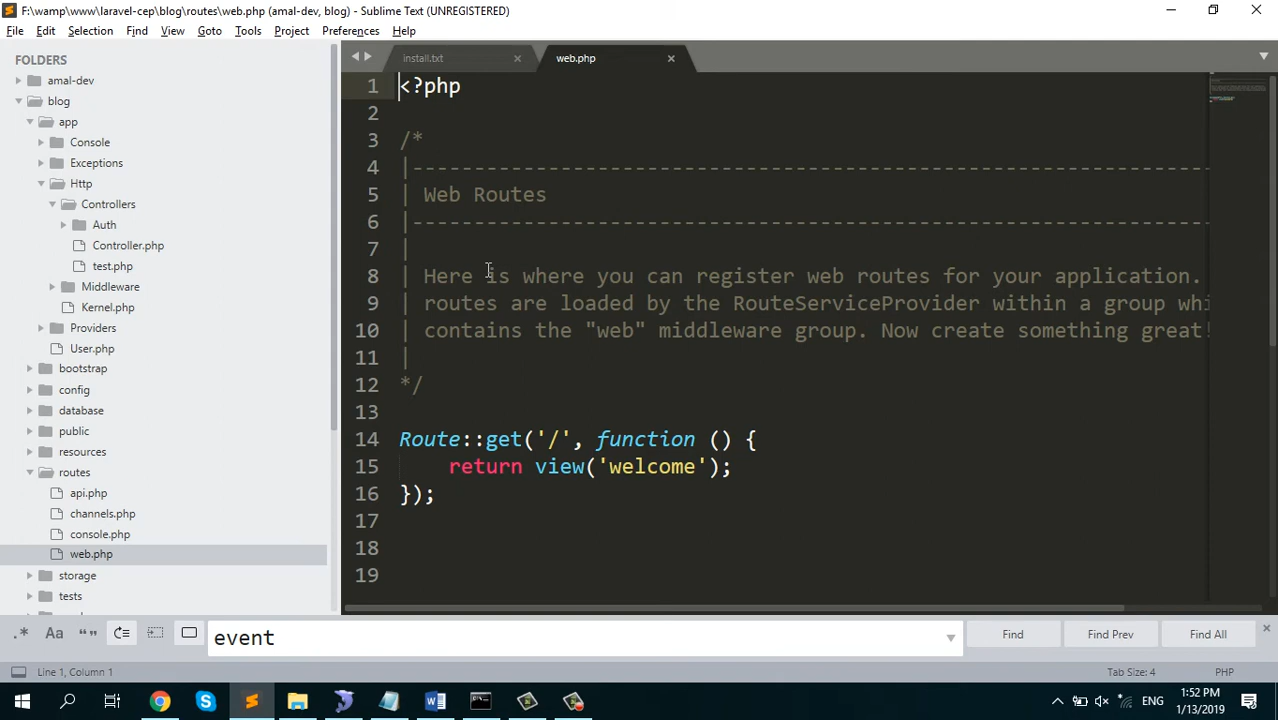 F:\wamp\www\laravel-cep\blog\routes\web.php (amal-dev, blog) - Sublime Text (UNREGISTERED)
File Edit Selection Find View Goto Tools Project Preferences Help
FOLDERS
amal-dev
blog
app
Console
Exceptions
Http
Controllers
Auth
Controller.php
test.php
Middleware
Kernel.php
Providers
User.php
bootstrap
config
database
public
resources
routes
api.php
channels.php
console.php
web.php
storage
tests
install.txt web.php
1 <?php
2
3 /*
4 |-----------------------------------------------------------------
5 | Web Routes
6 |-----------------------------------------------------------------
7 |
8 | Here is where you can register web routes for your application.
9 | routes are loaded by the RouteServiceProvider within a group whi
10 | contains the "web" middleware group. Now create something great!
11 |
12 */
13
14 Route::get('/', function () {
15     return view('welcome');
16 });
17
18
19
.* Aa “” event Find Find Prev Find All
Line 1, Column 1 Tab Size: 4 PHP
ENG 1:52 PM
1/13/2019